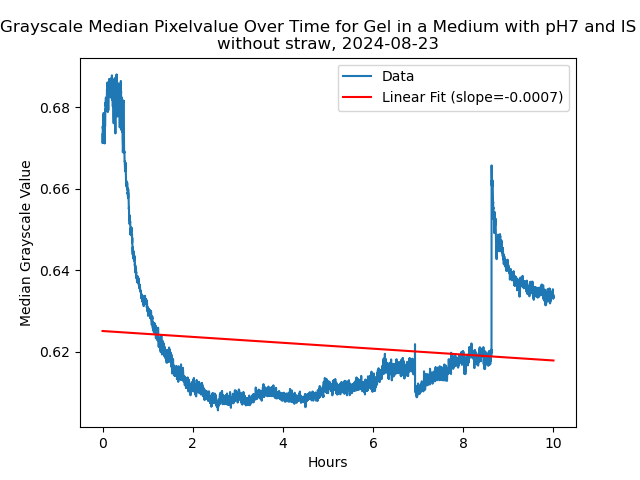 Grayscale Median Pixelvalue Over Time for Gel in a Medium with pH7 and IS
without straw, 2024-08-23
Data
Linear Fit (slope=-0.0007)
Median Grayscale Value
0.68
0.66
0.64
0.62
0
2
4
6
8
10
Hours